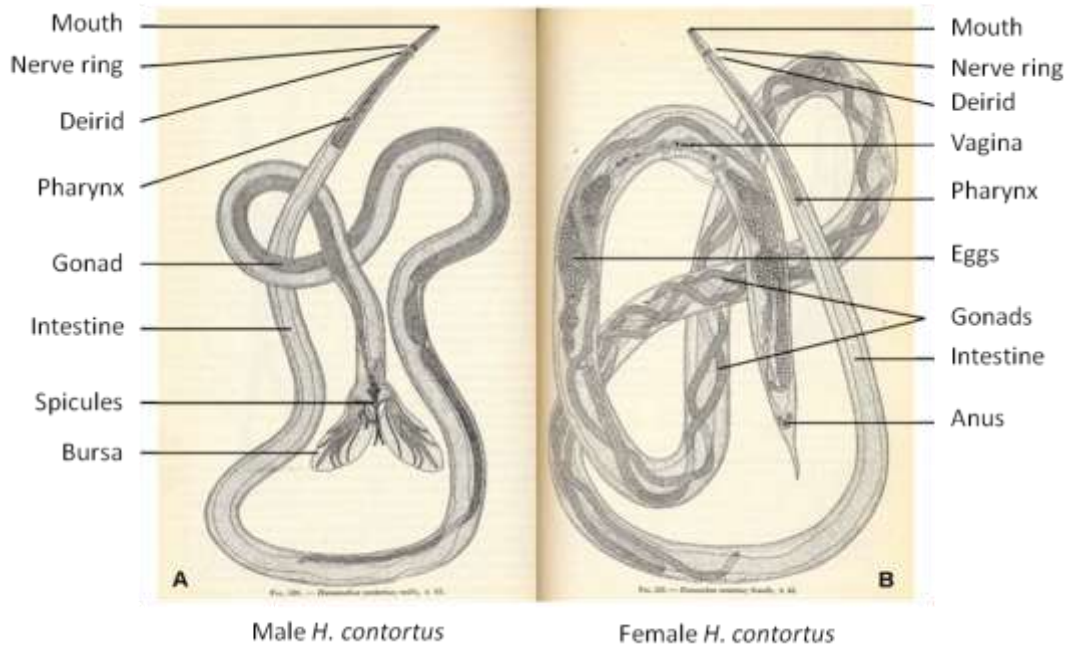 Mouth
Nerve ring
Deirid
Pharynx
Gonad
Intestine
Spicules
Bursa
A
Male H. contortus
Mouth
Nerve ring
Deirid
Vagina
Pharynx
Eggs
Gonads
Intestine
Anus
B
Female H. contortus